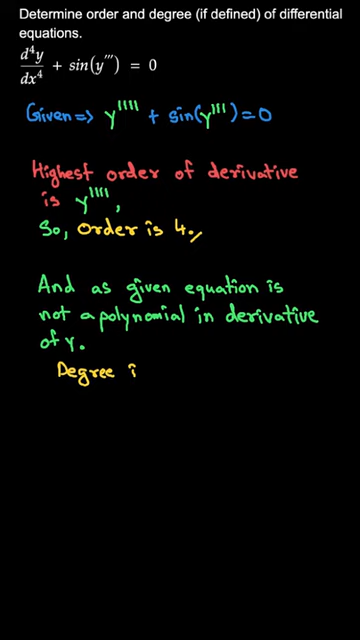 Determine order and degree (if defined) of differential
equations.
d⁴y/dx⁴ + sin(y''') = 0
Given => y'''' + sin(y''') = 0
Highest order of derivative
is y'''',
So, order is 4.
And as given equation is
not a polynomial in derivative
of Y.
Degree i